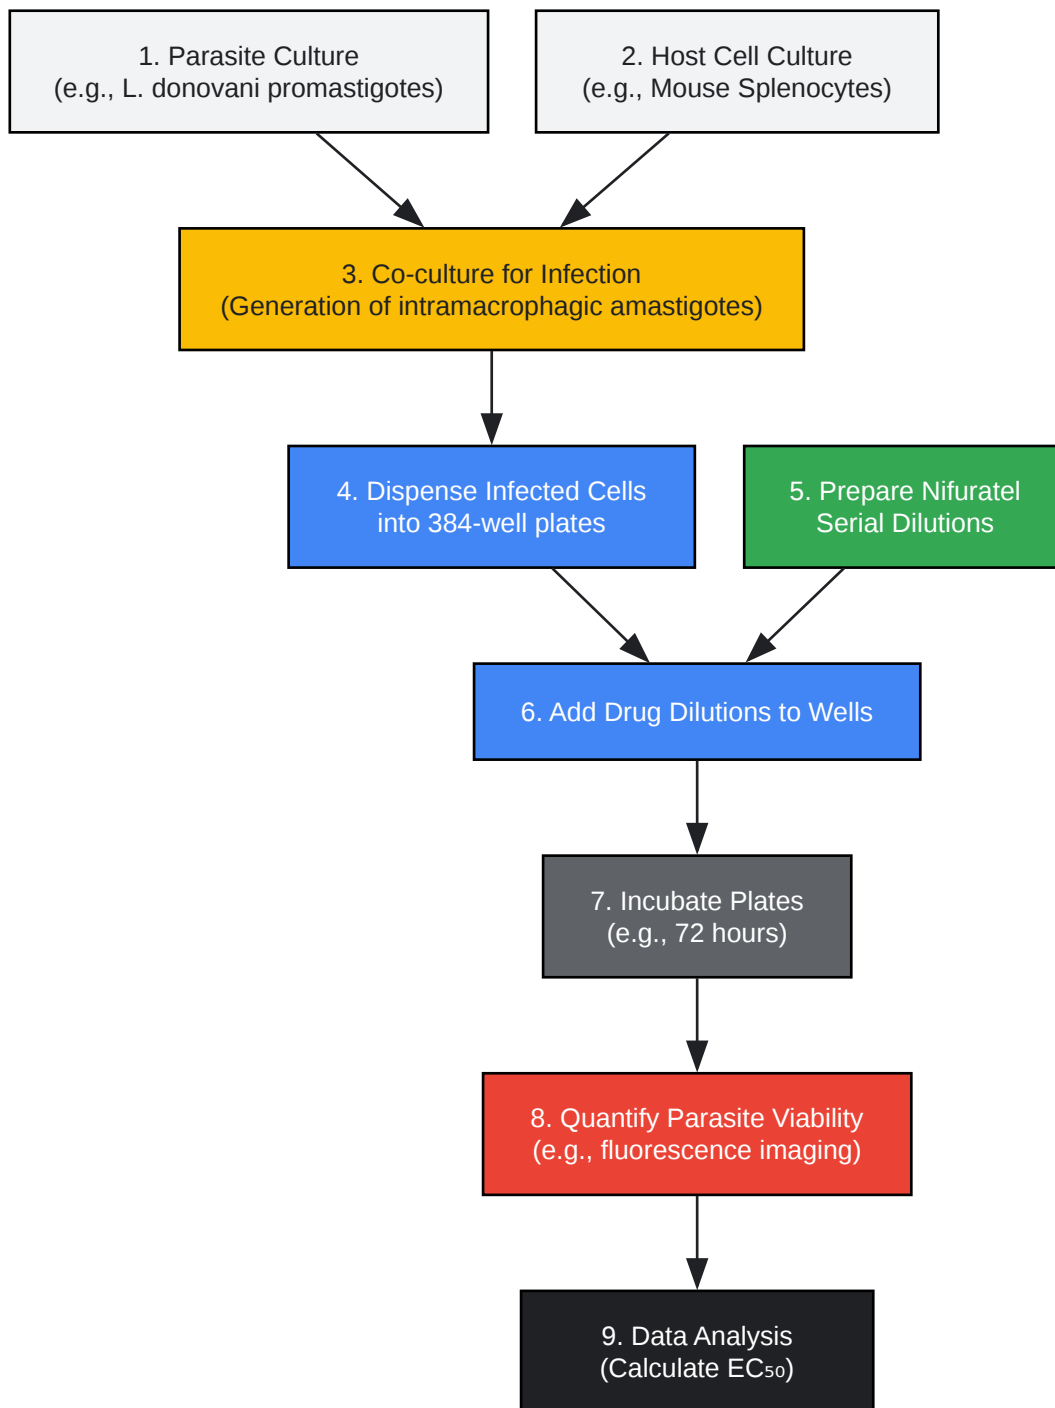 1. Parasite Culture
(e.g., L. donovani promastigotes)
2. Host Cell Culture
(e.g., Mouse Splenocytes)
3. Co-culture for Infection
(Generation of intramacrophagic amastigotes)
4. Dispense Infected Cells
into 384-well plates
5. Prepare Nifuratel
Serial Dilutions
6. Add Drug Dilutions to Wells
7. Incubate Plates
(e.g., 72 hours)
8. Quantify Parasite Viability
(e.g., fluorescence imaging)
9. Data Analysis
(Calculate EC₅₀)